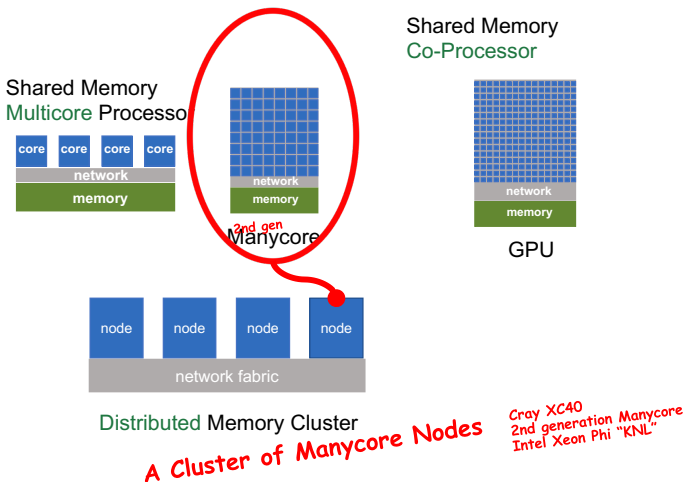 Shared Memory
Multicore Processo
core core core core
network
memory
network
memory
2nd gen
Manycore
Shared Memory
Co-Processor
network
memory
GPU
node node node node
network fabric
Distributed Memory Cluster
A Cluster of Manycore Nodes
Cray XC40
2nd generation Manycore
Intel Xeon Phi “KNL”